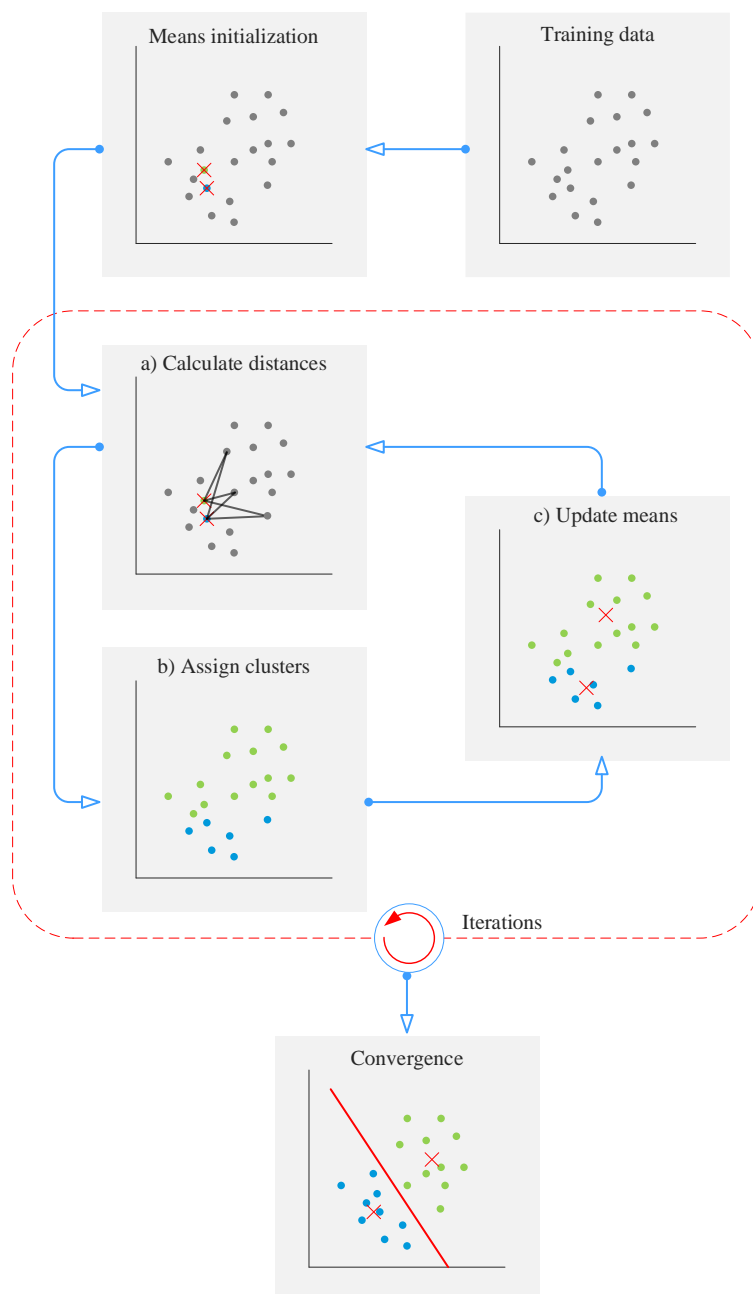 Means initialization
Training data
a) Calculate distances
c) Update means
b) Assign clusters
Iterations
Convergence